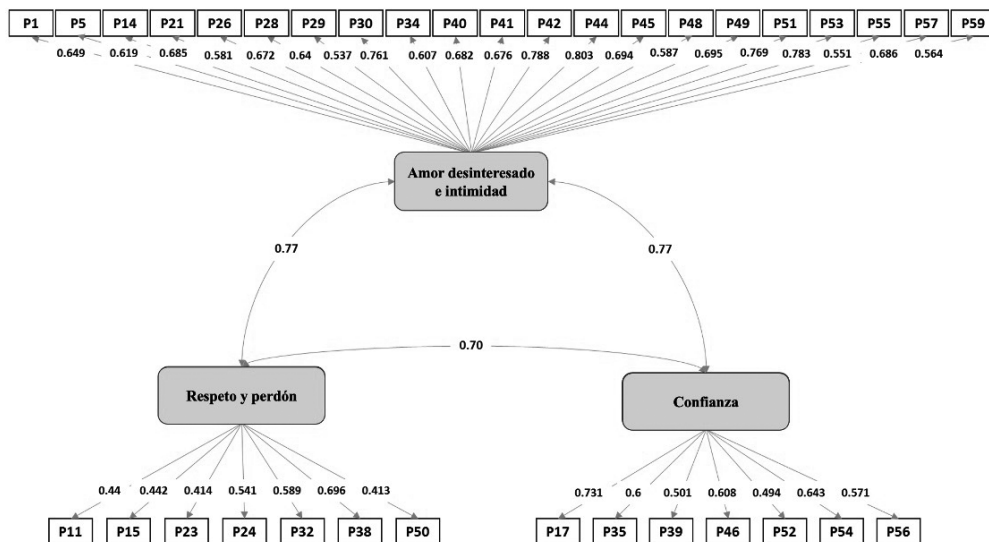 P1 P5 P14 P21 P26 P28 P29 P30 P34 P40 P41 P42 P44 P45 P48 P49 P51 P53 P55 P57 P59
0.649 0.619 0.685 0.581 0.672 0.64 0.537 0.761 0.607 0.682 0.676 0.788 0.803 0.694 0.587 0.695 0.769 0.783 0.551 0.686 0.564
Amor desinteresado
e intimidad
0.77 0.77
0.70
Respeto y perdón
Confianza
0.44 0.442 0.414 0.541 0.589 0.696 0.413
0.731 0.6 0.501 0.608 0.494 0.643 0.571
P11 P15 P23 P24 P32 P38 P50
P17 P35 P39 P46 P52 P54 P56